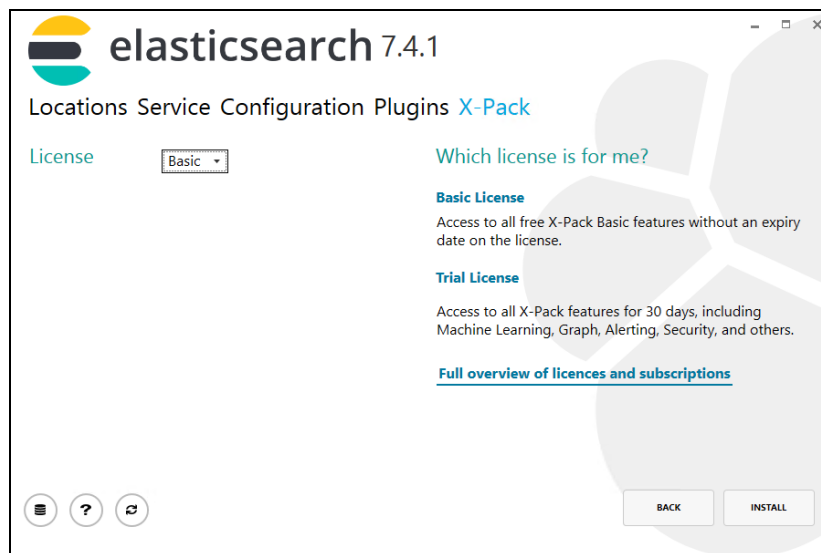 elasticsearch 7.4.1
Locations Service Configuration Plugins X-Pack
License
Basic
Which license is for me?
Basic License
Access to all free X-Pack Basic features without an expiry
date on the license.
Trial License
Access to all X-Pack features for 30 days, including
Machine Learning, Graph, Alerting, Security, and others.
Full overview of licences and subscriptions
?
BACK
INSTALL